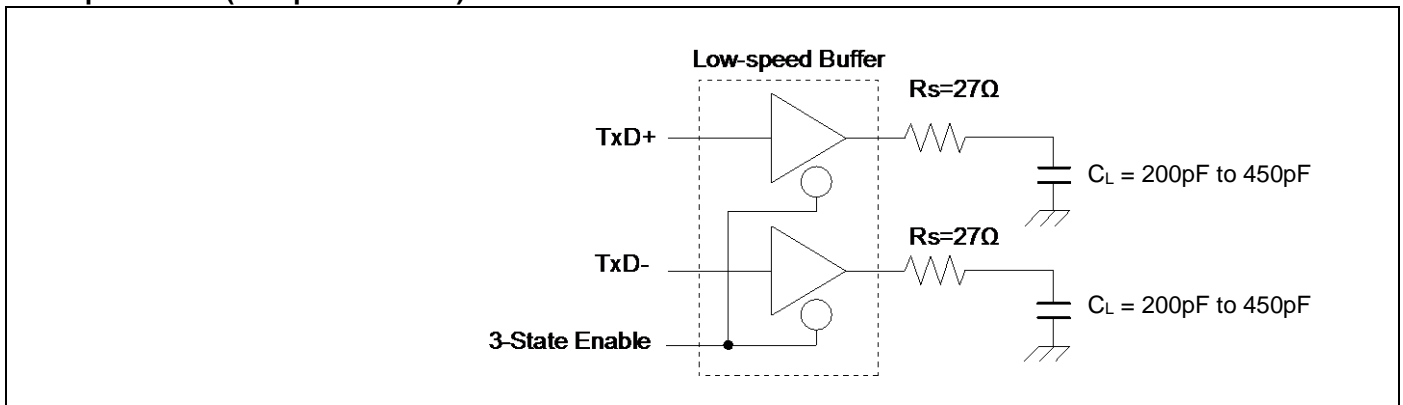 Low-speed Buffer
Rs=27Ω
TxD+
CL = 200pF to 450pF
Rs=27Ω
TxD-
CL = 200pF to 450pF
3-State Enable